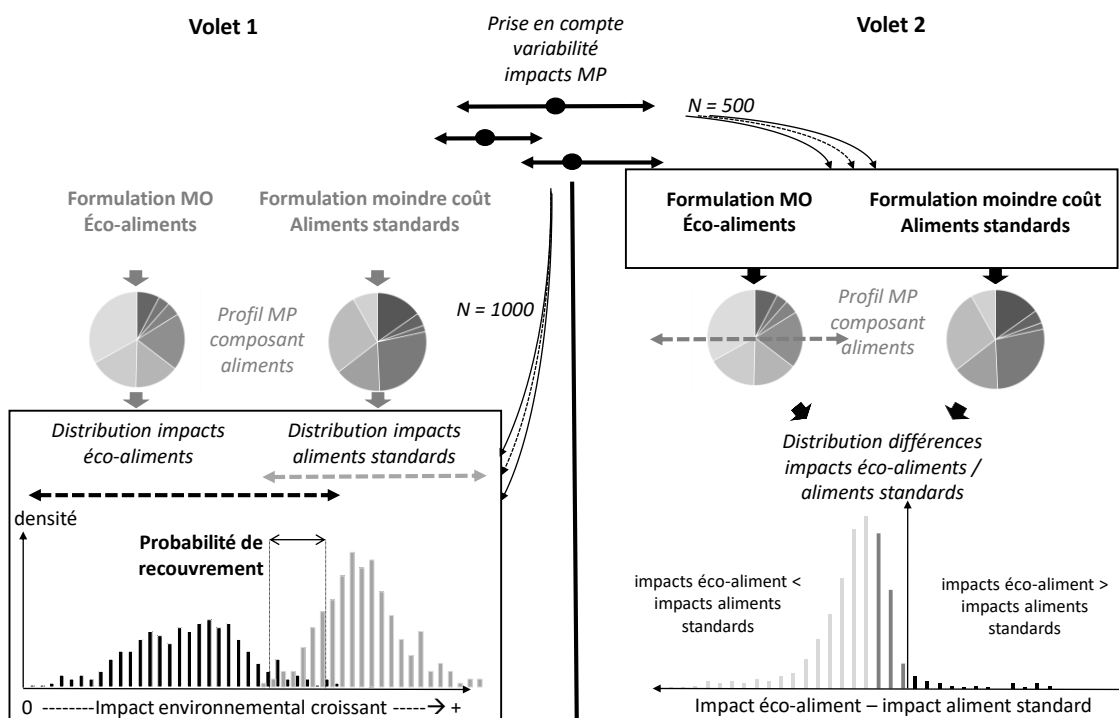 Volet 1
Prise en compte
variabilité
impacts MP
Volet 2
N = 500
Formulation MO
Éco-aliments
Formulation moindre coût
Aliments standards
Formulation MO
Éco-aliments
Formulation moindre coût
Aliments standards
N = 1000
Profil MP
composant
aliments
Profil MP
composant
aliments
Distribution impacts
éco-aliments
Distribution impacts
aliments standards
densité
Probabilité de
recouvrement
0 --------Impact environnemental croissant ----- +
Distribution différences
impacts éco-aliments /
aliments standards
impacts éco-aliment <
impacts aliments
standards
impacts éco-aliment >
impacts aliments
standards
Impact éco-aliment – impact aliment standard